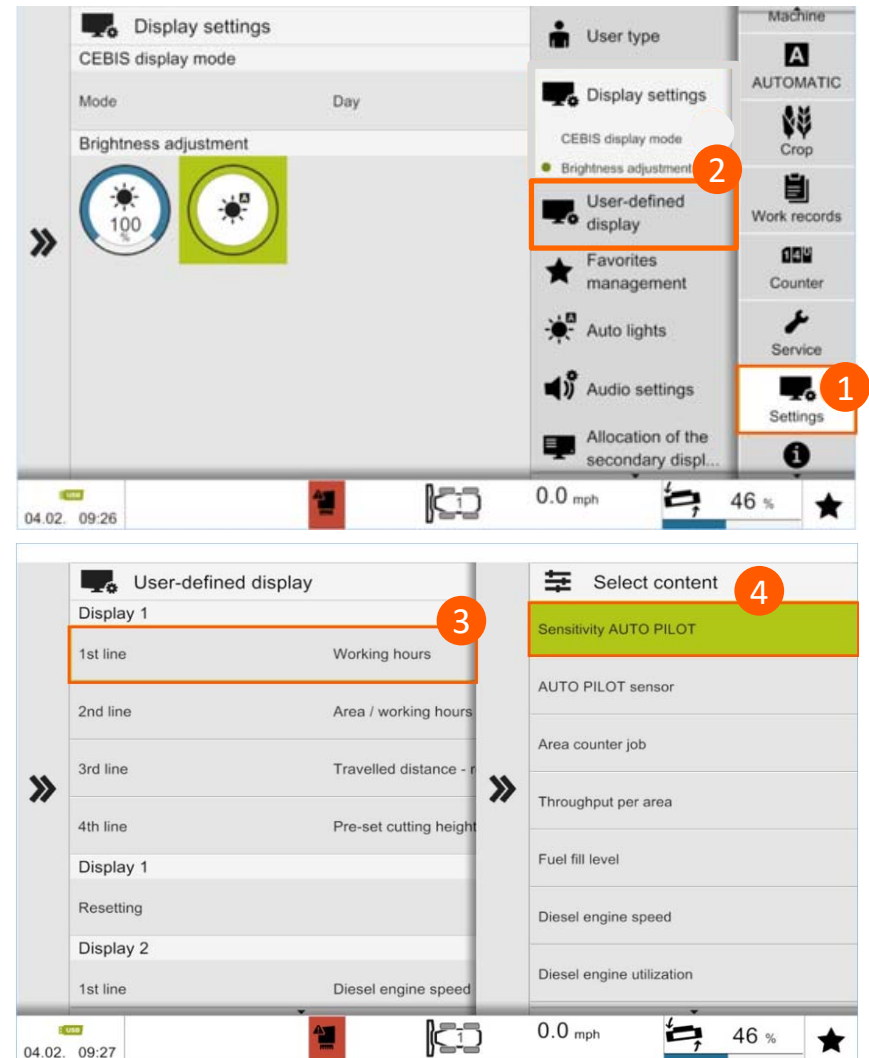 Display settings
CEBIS display mode
Mode Day
Brightness adjustment
100
%
User type
Display settings
CEBIS display mode
Brightness adjustment
2
User-defined
display
Favorites
management
Auto lights
Audio settings
Allocation of the
secondary displ...
Machine
A
AUTOMATIC
Crop
Work records
Counter
Service
1
Settings
USB
04.02. 09:26
1
0.0 mph
46 %
User-defined display
Display 1
3
1st line Working hours
2nd line Area / working hours
3rd line Travelled distance - r
4th line Pre-set cutting height
Display 1
Resetting
Display 2
1st line Diesel engine speed
Select content
4
Sensitivity AUTO PILOT
AUTO PILOT sensor
Area counter job
Throughput per area
Fuel fill level
Diesel engine speed
Diesel engine utilization
USB
04.02. 09:27
1
0.0 mph
46 %